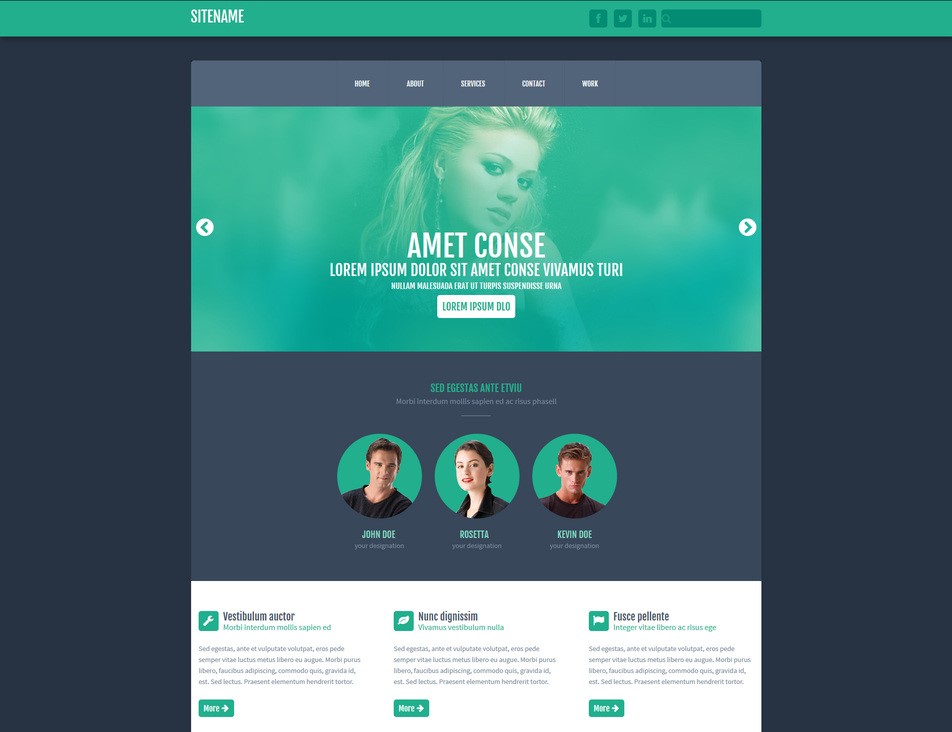 SITENAME
HOME ABOUT SERVICES CONTACT WORK
AMET CONSE
LOREM IPSUM DOLOR SIT AMET CONSE VIVAMUS TURI
NULLAM MALESUADA ERAT UT TURPIS SUSPENDISSE URNA
LOREM IPSUM DLO
SED EGESTAS ANTE ETVIU
Morbi interdum mollis sapien ed ac risus phasell
JOHN DOE
your designation
ROSETTA
your designation
KEVIN DOE
your designation
Vestibulum auctor
Morbi interdum mollis sapien ed
Sed egestas, ante et vulputate volutpat, eros pede
semper vitae luctus metus libero eu augue. Morbi purus
libero, faucibus adipiscing, commodo quis, gravida id,
est. Sed lectus. Praesent elementum hendrerit tortor.
More
Nunc dignissim
Vivamus vestibulum nulla
Sed egestas, ante et vulputate volutpat, eros pede
semper vitae luctus metus libero eu augue. Morbi purus
libero, faucibus adipiscing, commodo quis, gravida id,
est. Sed lectus. Praesent elementum hendrerit tortor.
More
Fusce pellente
Integer vitae libero ac risus ege
Sed egestas, ante et vulputate volutpat, eros pede
semper vitae luctus metus libero eu augue. Morbi purus
libero, faucibus adipiscing, commodo quis, gravida id,
est. Sed lectus. Praesent elementum hendrerit tortor.
More